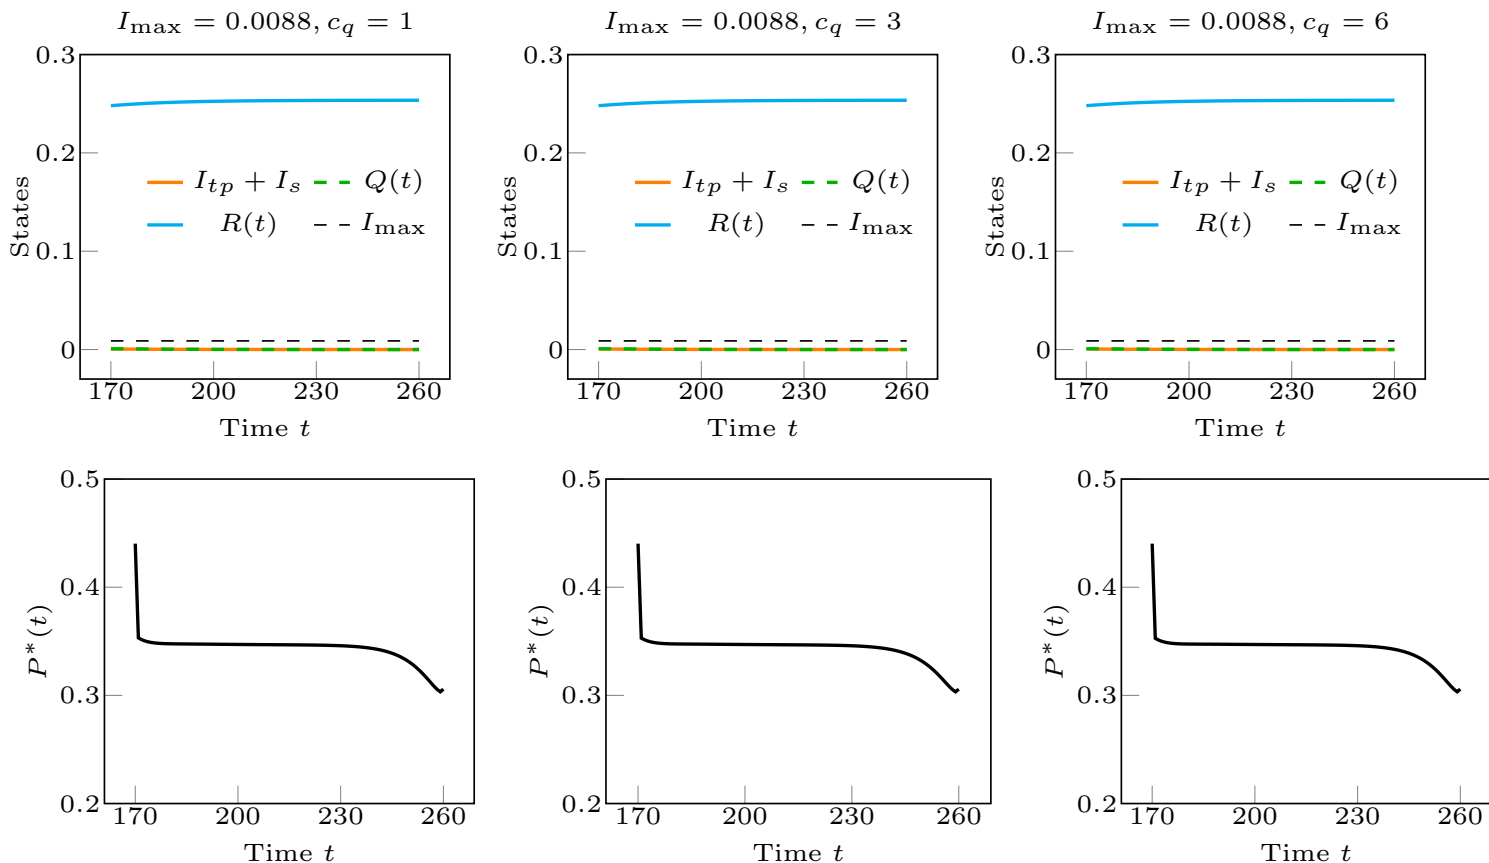 I_max = 0.0088, c_q = 1
0.3
0.2
0.1
0
States
I_tp + I_s
Q(t)
R(t)
I_max
170
200
230
260
Time t
I_max = 0.0088, c_q = 3
0.3
0.2
0.1
0
States
I_tp + I_s
Q(t)
R(t)
I_max
170
200
230
260
Time t
I_max = 0.0088, c_q = 6
0.3
0.2
0.1
0
States
I_tp + I_s
Q(t)
R(t)
I_max
170
200
230
260
Time t
0.5
0.4
0.3
0.2
P*(t)
170
200
230
260
Time t
0.5
0.4
0.3
0.2
P*(t)
170
200
230
260
Time t
0.5
0.4
0.3
0.2
P*(t)
170
200
230
260
Time t